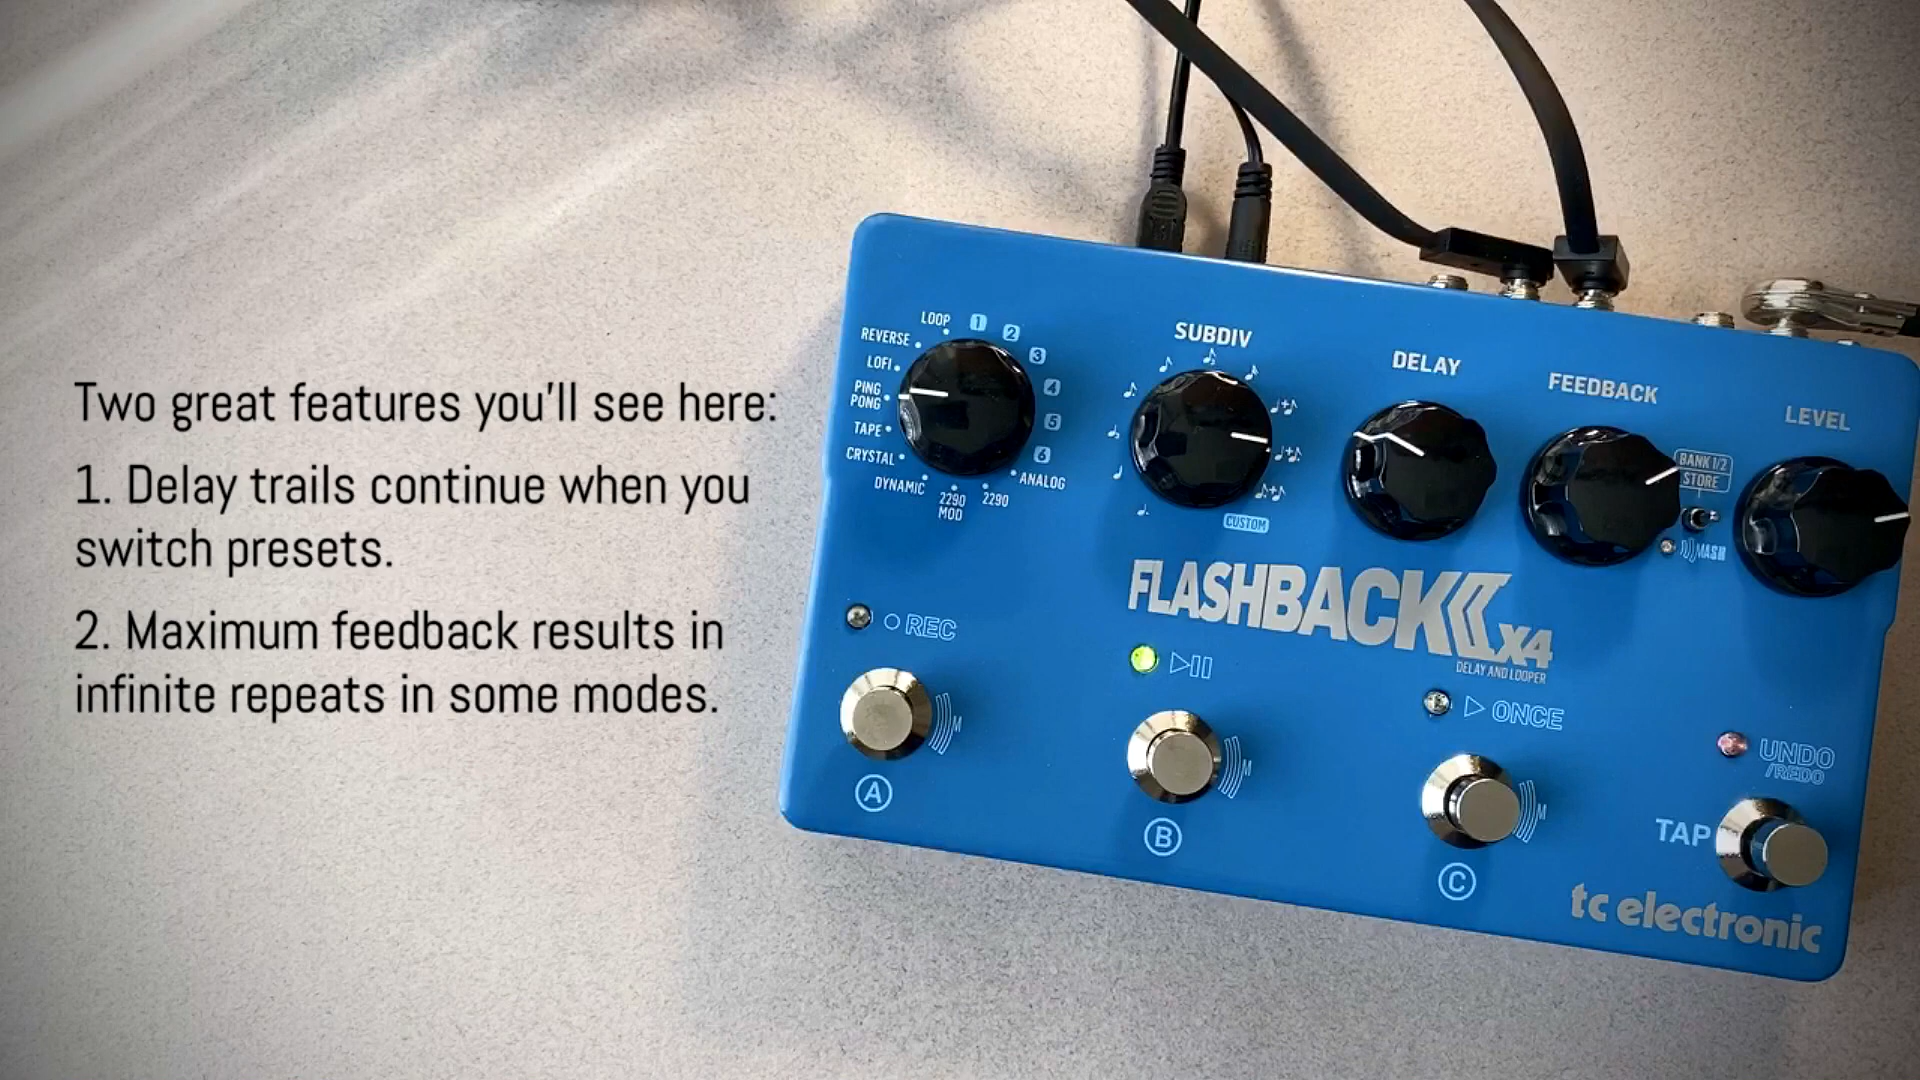 Two great features you'll see here:
1. Delay trails continue when you
switch presets.
2. Maximum feedback results in
infinite repeats in some modes.
LOOP
REVERSE
LOFI
PING
PONG
TAPE
CRYSTAL
DYNAMIC
2290
MOD
2290
ANALOG
1
2
3
4
5
6
SUBDIV
CUSTOM
DELAY
FEEDBACK
BANK 1/2
STORE
MASH
LEVEL
FLASHBACK II X4
DELAY AND LOOPER
REC
M
A
M
B
ONCE
M
C
UNDO
/REDO
TAP
tc electronic